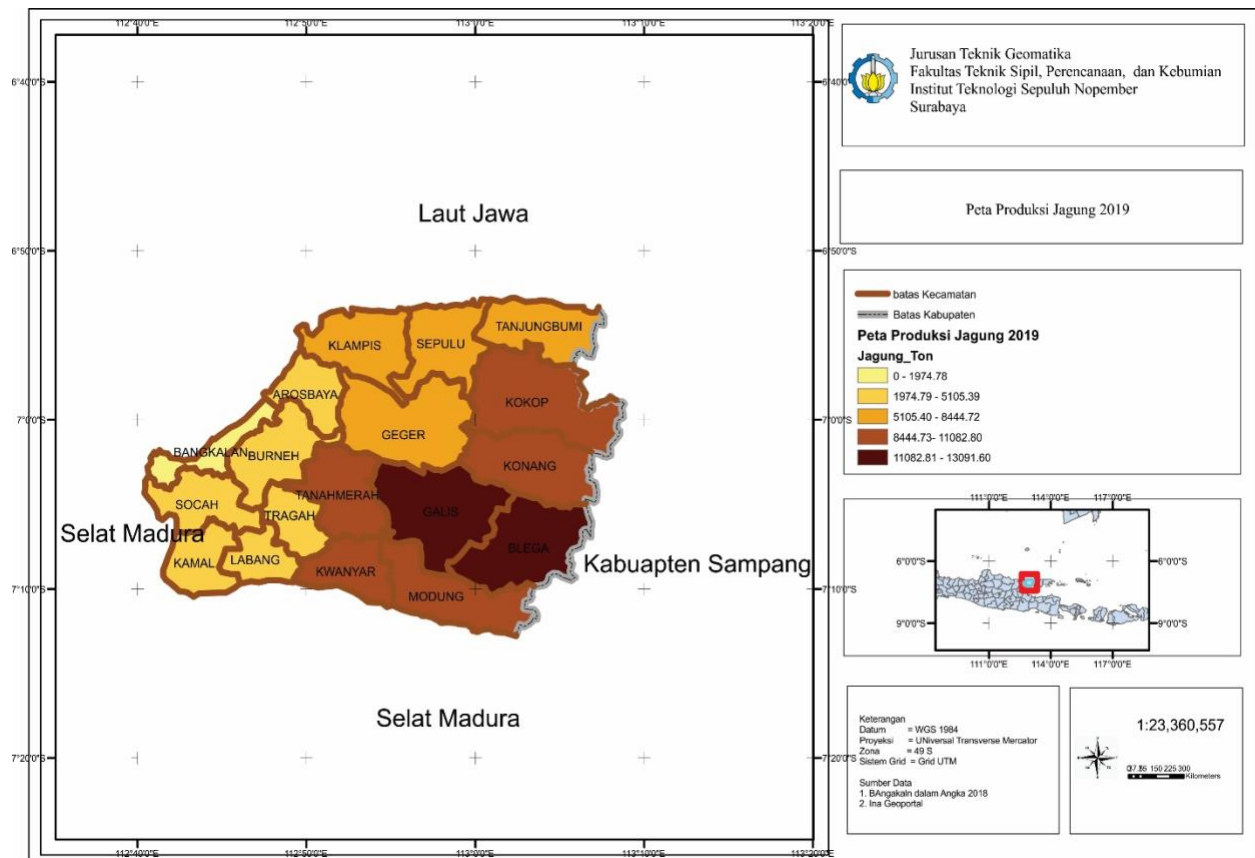 112°40'0"E 112°50'0"E 113°0'0"E 113°10'0"E 113°20'0"E
6°40'0"S 6°40'0"S
6°50'0"S 6°50'0"S
7°0'0"S 7°0'0"S
7°10'0"S 7°10'0"S
7°20'0"S 7°20'0"S
112°40'0"E 112°50'0"E 113°0'0"E 113°10'0"E 113°20'0"E
Laut Jawa
TANJUNGBUMI
KLAMPIS
SEPULU
AROSBAYA
KOKOP
GEGER
BANGKALAN
BURNEH
KONANG
TANAHMERAH
SOCAH
GALIS
TRAGAH
Selat Madura
BLEGA
KAMAL
LABANG
KWANYAR
Kabuapten Sampang
MODUNG
Selat Madura
Jurusan Teknik Geomatika
Fakultas Teknik Sipil, Perencanaan, dan Kebumian
Institut Teknologi Sepuluh Nopember
Surabaya
Peta Produksi Jagung 2019
batas Kecamatan
Batas Kabupaten
Peta Produksi Jagung 2019
Jagung_Ton
0 - 1974.78
1974.79 - 5105.39
5105.40 - 8444.72
8444.73- 11082.80
11082.81 - 13091.60
111°0'0"E 114°0'0"E 117°0'0"E
6°0'0"S 6°0'0"S
9°0'0"S 9°0'0"S
111°0'0"E 114°0'0"E 117°0'0"E
Keterangan
Datum = WGS 1984
Proyeksi = UNiversal Transverse Mercator
Zona = 49 S
Sistem Grid = Grid UTM
Sumber Data
1. BAngakaln dalam Angka 2018
2. Ina Geoportal
1:23,360,557
150 225 300
Kilometers